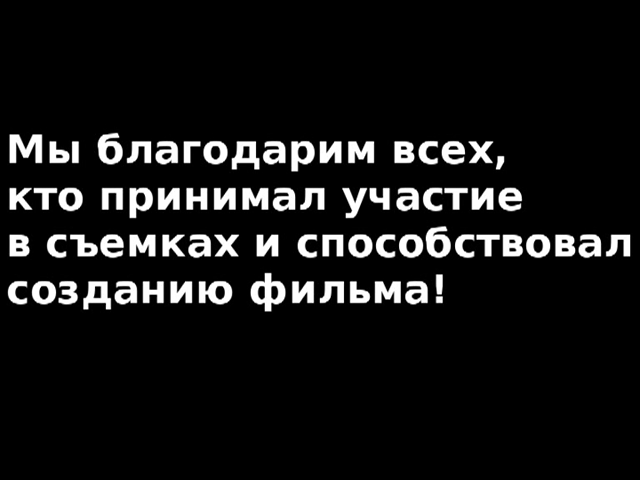 Мы благодарим всех,
кто принимал участие
в съемках и способствовал
созданию фильма!